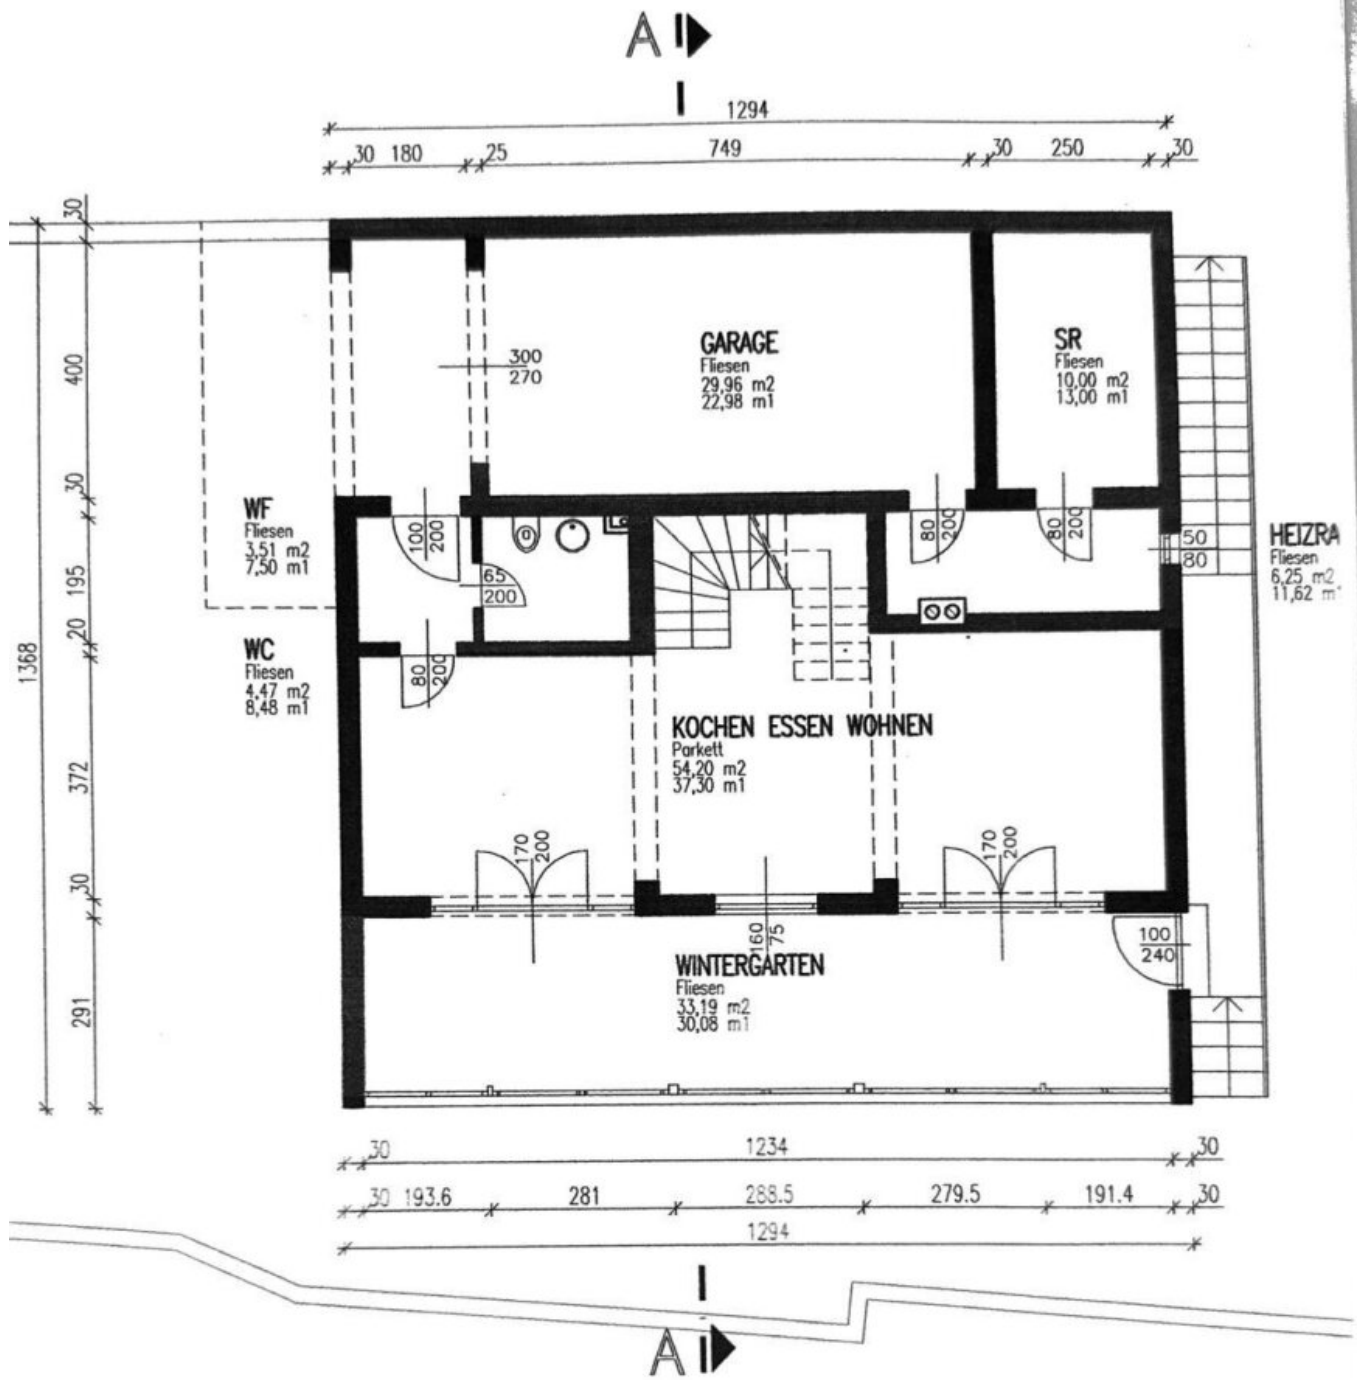 A
1294
30 180 25 749 30 250 30
30
400
30
195
20
372
30
291
1368
300
270
GARAGE
Fliesen
29,96 m2
22,98 m1
SR
Fliesen
10,00 m2
13,00 m1
WF
Fliesen
3,51 m2
7,50 m1
WC
Fliesen
4,47 m2
8,48 m1
100
200
65
200
80
200
80
200
80
200
50
80
HEIZRA
Fliesen
6,25 m2
11,62 m
KOCHEN ESSEN WOHNEN
Parkett
54,20 m2
37,30 m1
170
200
170
200
160
75
100
240
WINTERGARTEN
Fliesen
33,19 m2
30,08 m1
30 1234 30
30 193.6 281 288.5 279.5 191.4 30
1294
A